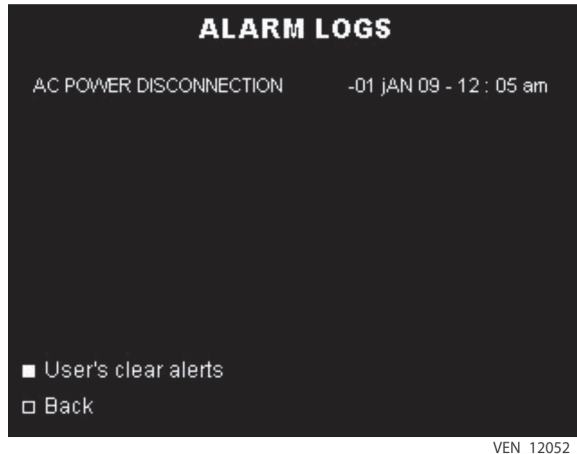 ALARM LOGS
AC POWER DISCONNECTION -01 jAN 09 - 12 : 05 am
User's clear alerts
Back
VEN 12052